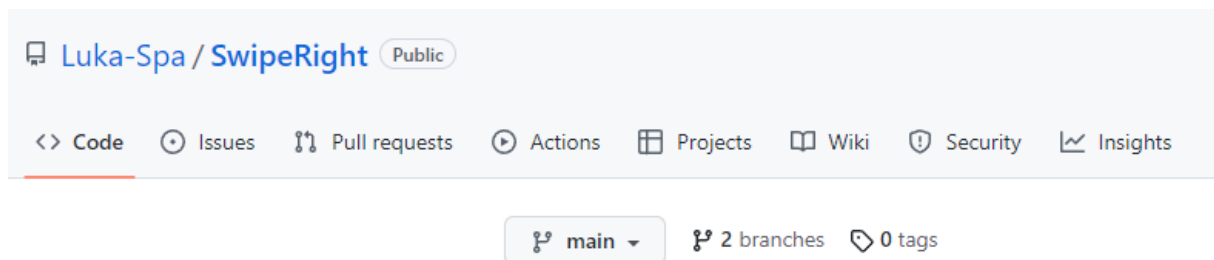 Luka-Spa / SwipeRight Public
Code Issues Pull requests Actions Projects Wiki Security Insights
main 2 branches 0 tags